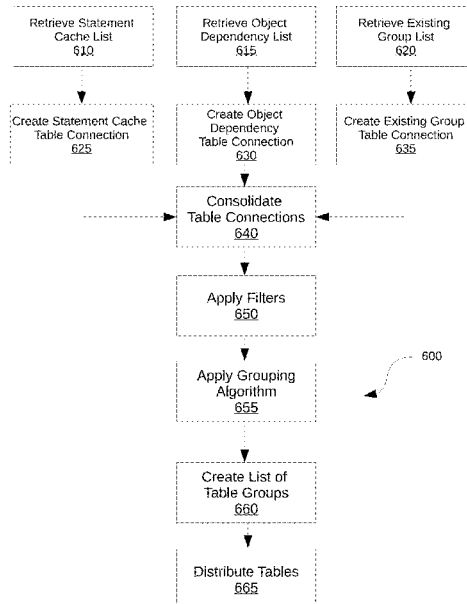 Retrieve Statement
Cache List
610
Retrieve Object
Dependency List
615
Retrieve Existing
Group List
620
Create Statement Cache
Table Connection
625
Create Object
Dependency
Table Connection
630
Create Existing Group
Table Connection
635
Consolidate
Table Connections
640
Apply Filters
650
Apply Grouping
Algorithm
655
600
Create List of
Table Groups
660
Distribute Tables
665